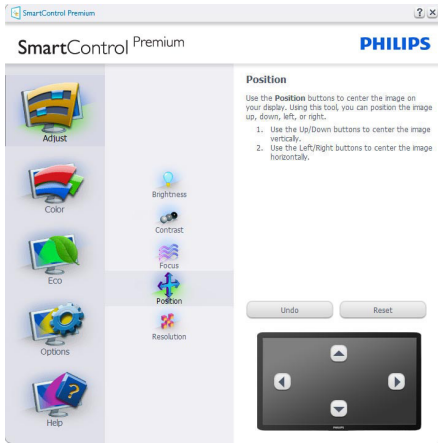 SmartControl Premium
SmartControl Premium
PHILIPS
Adjust
Color
Eco
Options
Help
Brightness
Contrast
Focus
Position
Resolution
Position
Use the Position buttons to center the image on
your display. Using this tool, you can position the image
up, down, left, or right.
1. Use the Up/Down buttons to center the image
vertically.
2. Use the Left/Right buttons to center the image
horizontally.
Undo
Reset
PHILIPS